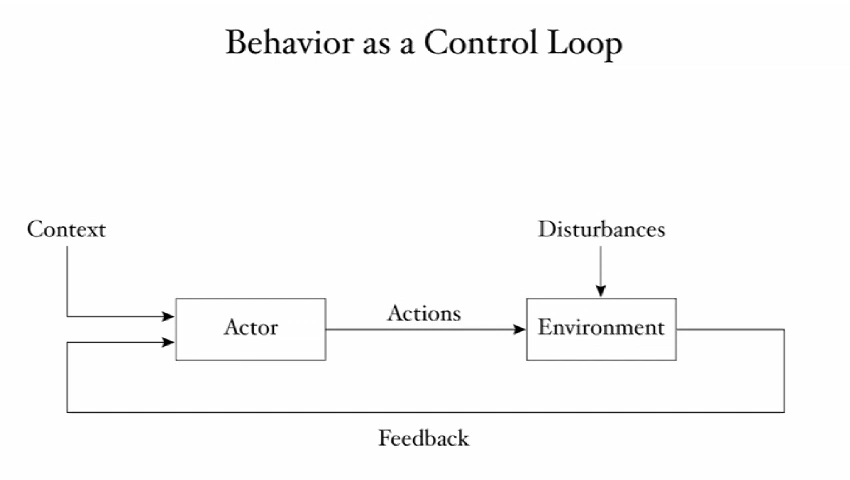 Behavior as a Control Loop
Context
Disturbances
Actor
Actions
Environment
Feedback